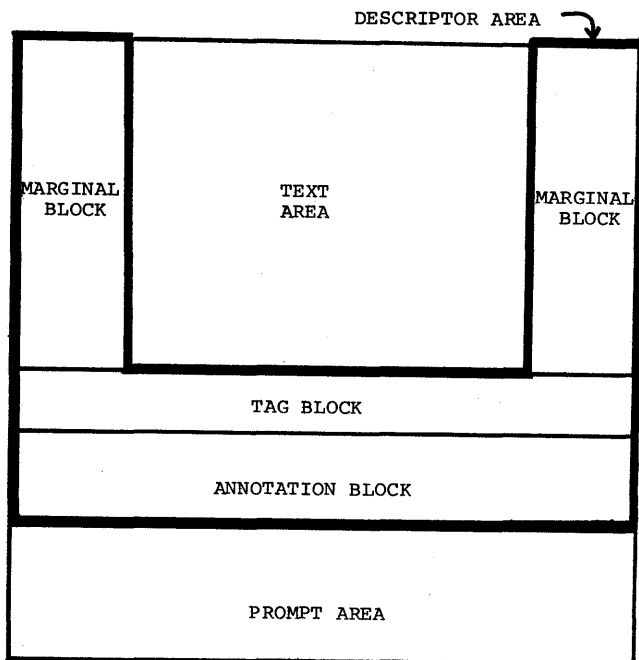 DESCRIPTOR AREA
MARGINAL
BLOCK
TEXT
AREA
MARGINAL
BLOCK
TAG BLOCK
ANNOTATION BLOCK
PROMPT AREA